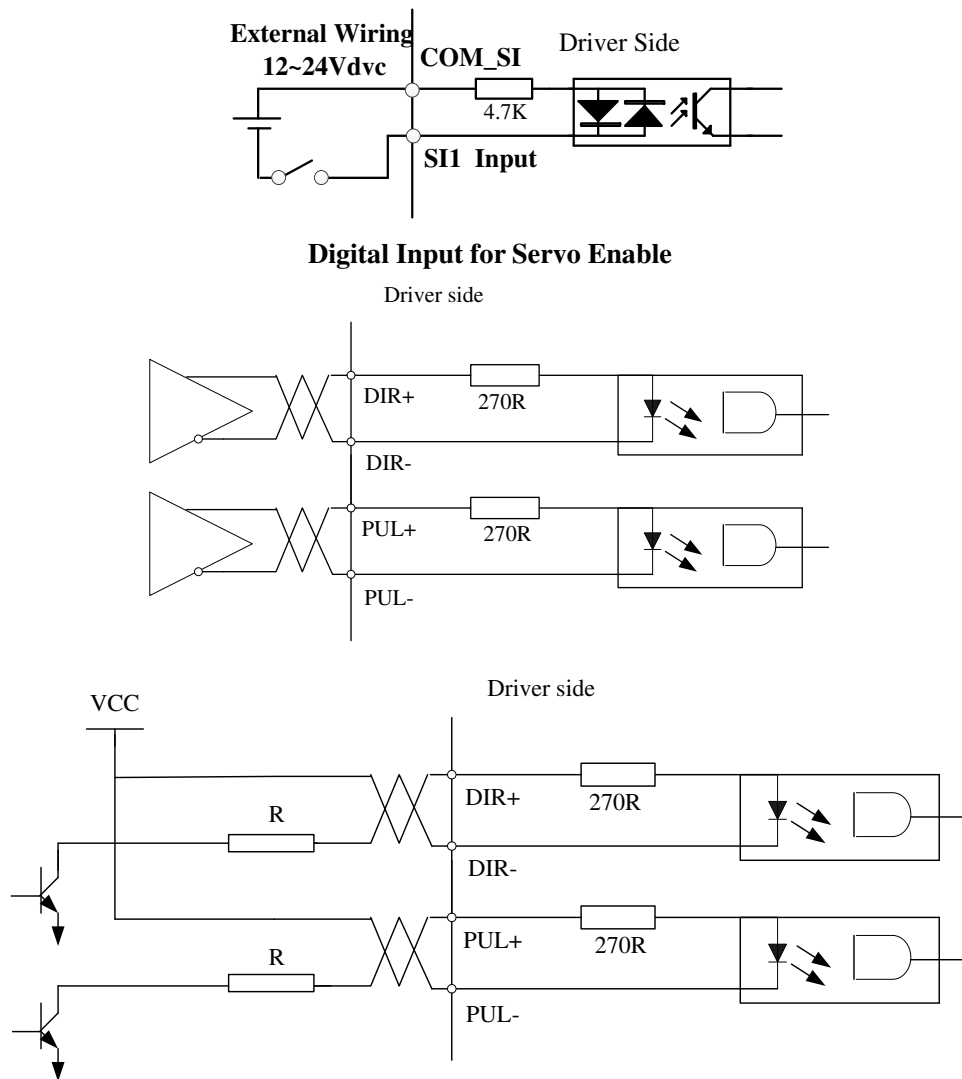 External Wiring
12~24Vdvc
COM_SI
Driver Side
4.7K
SI1 Input
Digital Input for Servo Enable
Driver side
DIR+
270R
DIR-
PUL+
270R
PUL-
Driver side
VCC
DIR+
270R
R
DIR-
PUL+
270R
R
PUL-